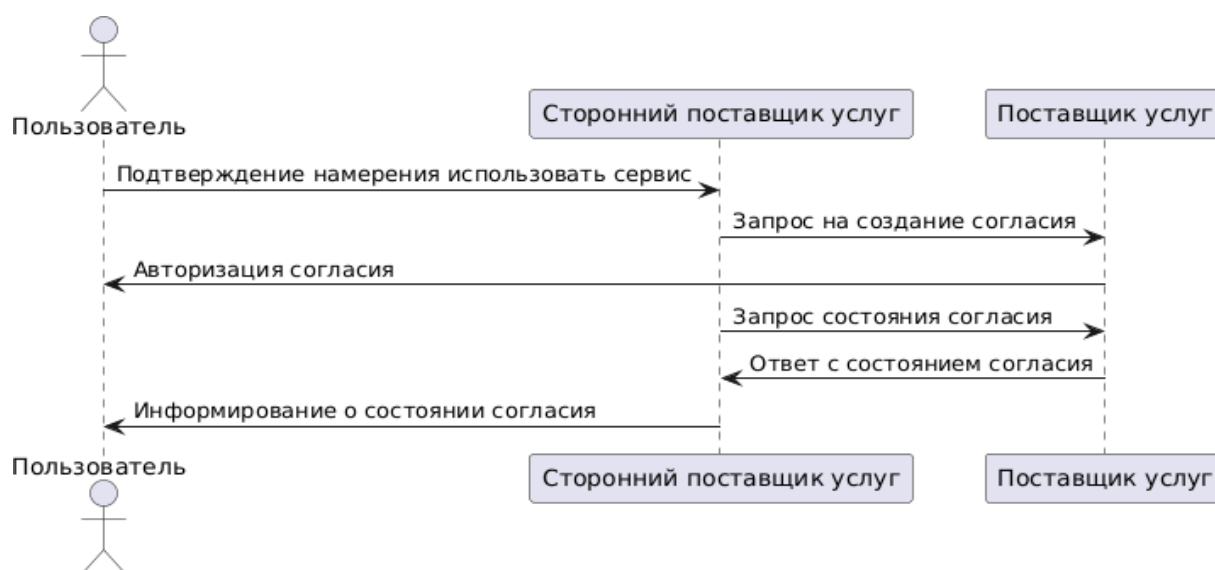 Пользователь
Сторонний поставщик услуг
Поставщик услуг
Подтверждение намерения использовать сервис
Запрос на создание согласия
Авторизация согласия
Запрос состояния согласия
Ответ с состоянием согласия
Информирование о состоянии согласия
Пользователь
Сторонний поставщик услуг
Поставщик услуг